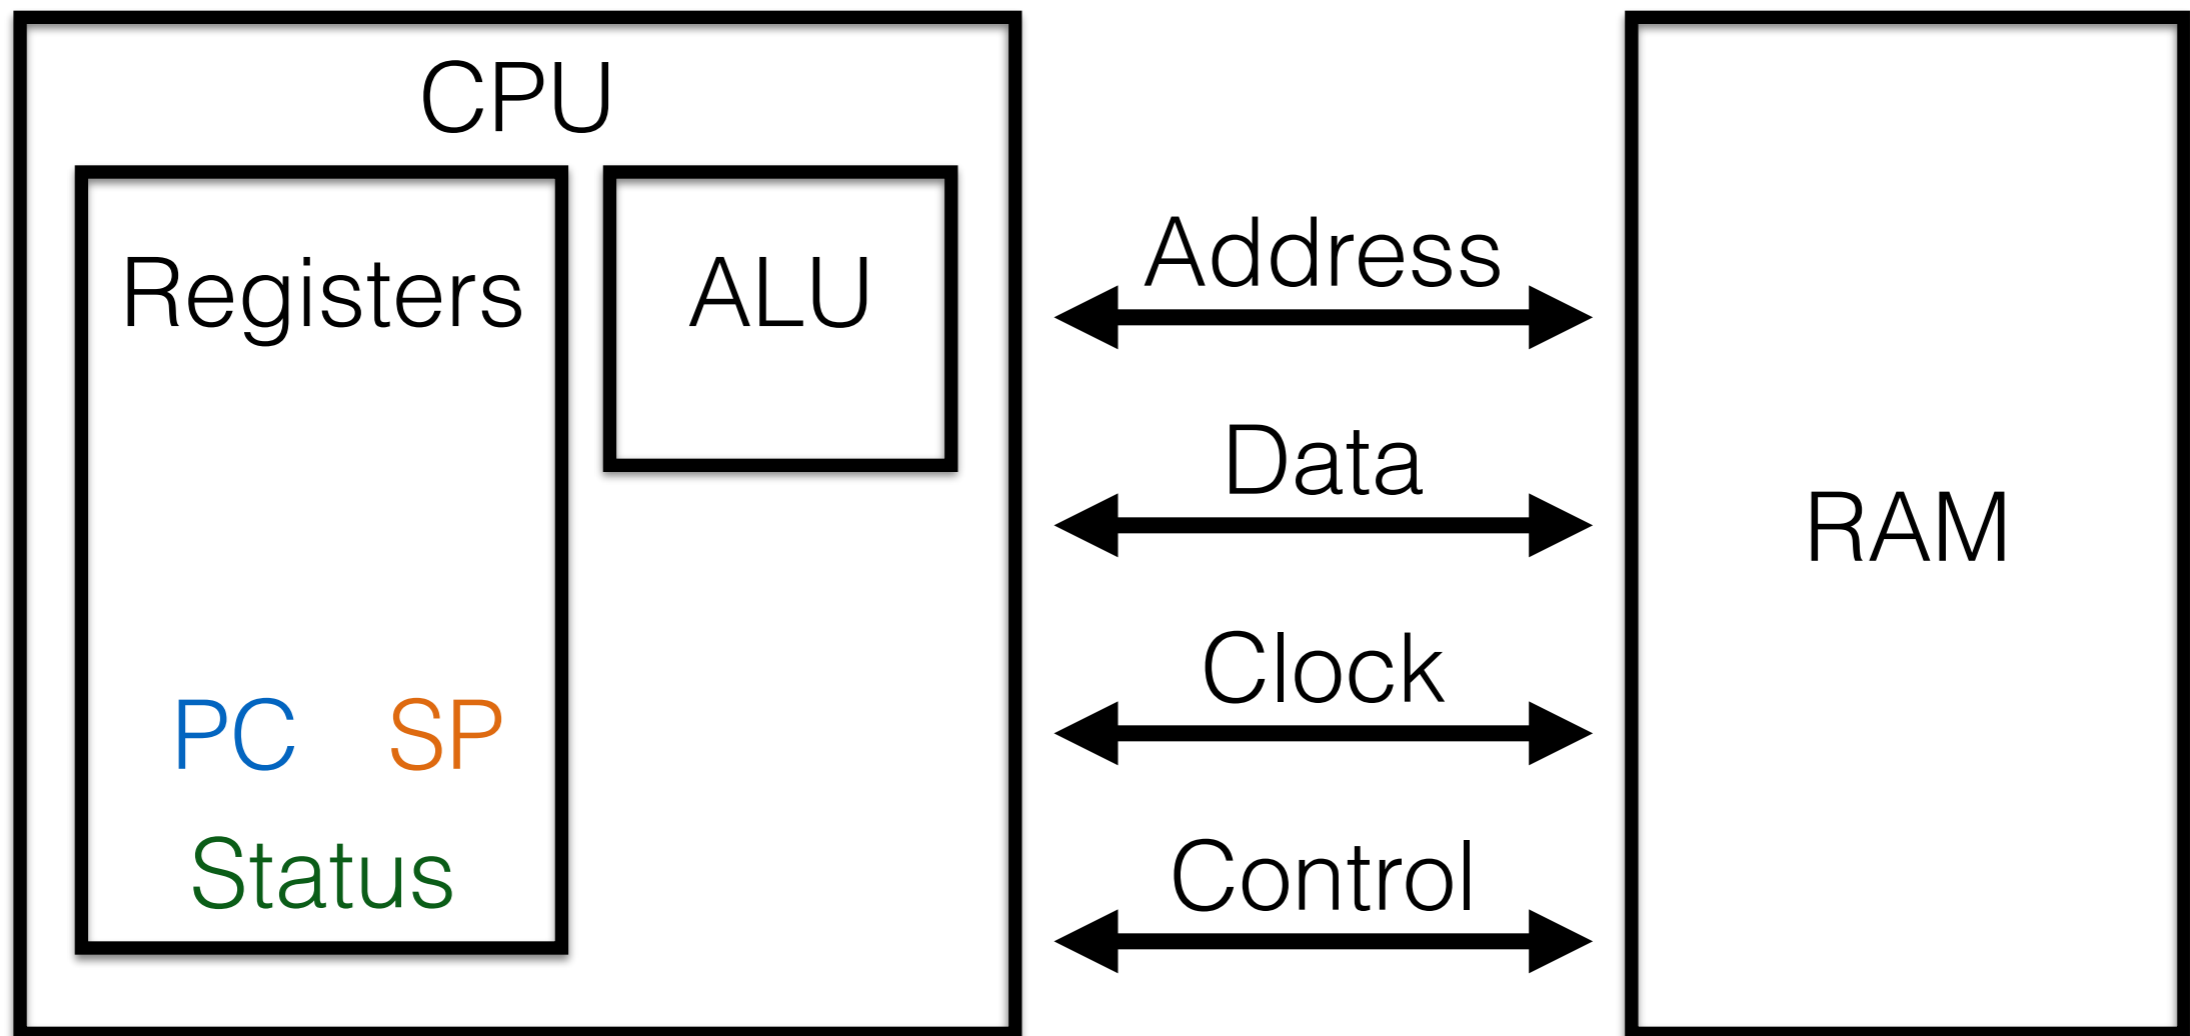 CPU
Registers
ALU
PC SP
Status
Address
Data
Clock
Control
RAM